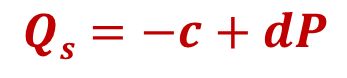 Qₛ = −c + dP